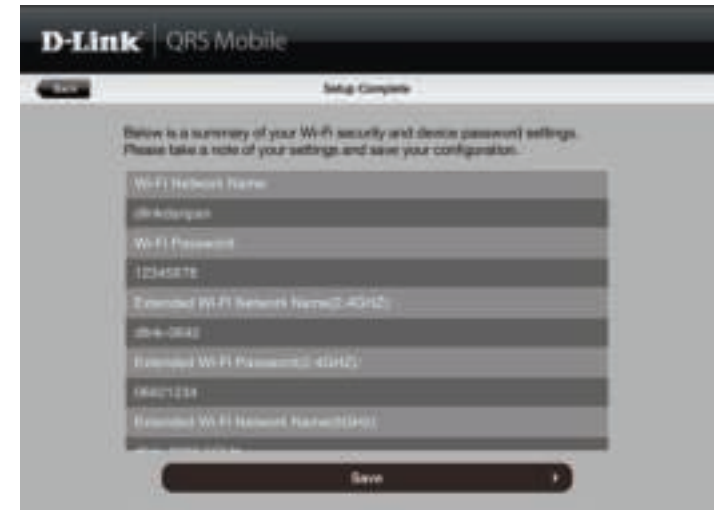 D-Link QRS Mobile
Back
Setup Complete
Below is a summary of your Wi-Fi security and device password settings.
Please take a note of your settings and save your configuration.
Wi-Fi Network Name
Wi-Fi Password
12345678
Extended Wi-Fi Network Name(2.4GHZ)
Extended Wi-Fi Password(2.4GHZ)
Extended Wi-Fi Network Name(5GHz)
Save